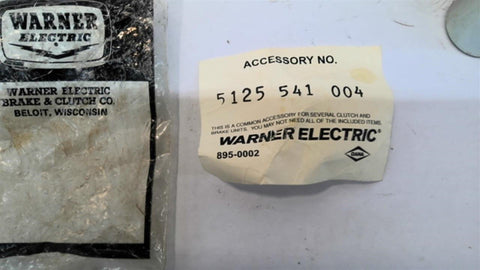 WARNER
ELECTRIC
WARNER ELECTRIC
BRAKE & CLUTCH CO.
BELOIT, WISCONSIN
ACCESSORY NO.
5125 541 004
THIS IS A COMMON ACCESSORY FOR SEVERAL CLUTCH AND
BRAKE UNITS. YOU MAY NOT NEED ALL OF THE INCLUDED ITEMS.
WARNER ELECTRIC®
895-0002
DANA